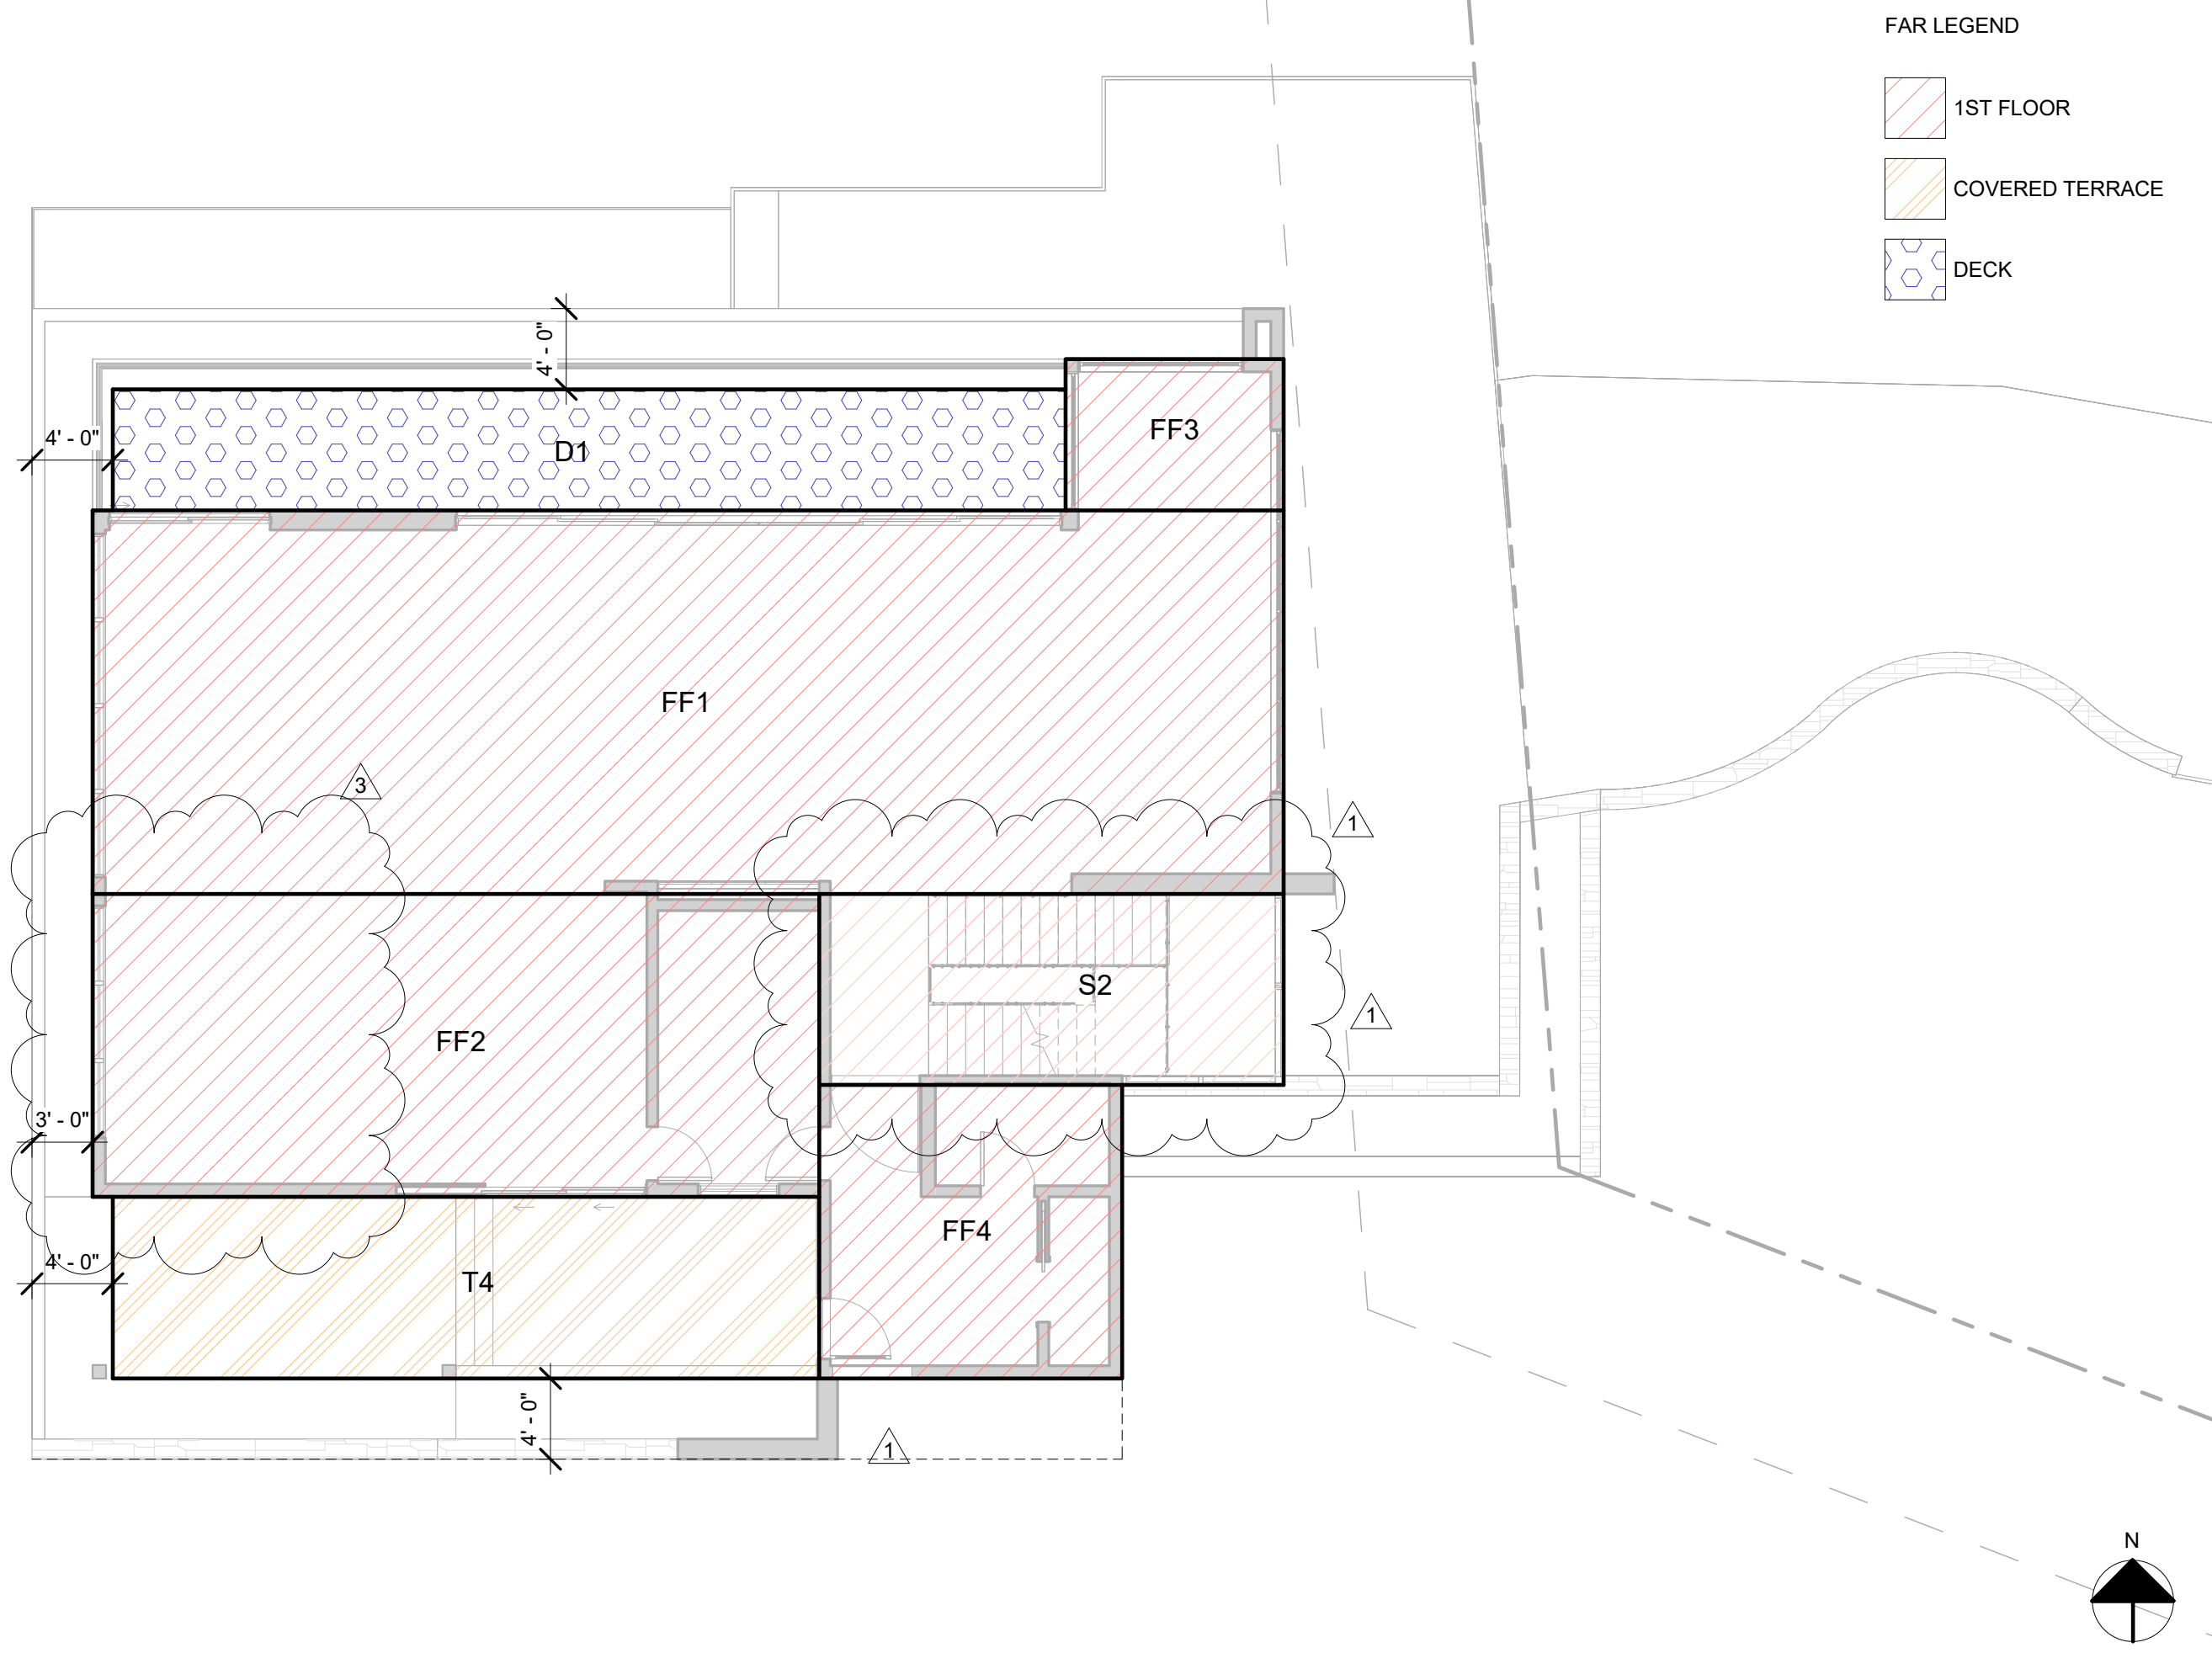 FAR LEGEND
1ST FLOOR
COVERED TERRACE
DECK
4' - 0"
4' - 0"
D1
FF3
FF1
3
1
S2
1
FF2
3' - 0"
FF4
4' - 0"
T4
4' - 0"
1
N